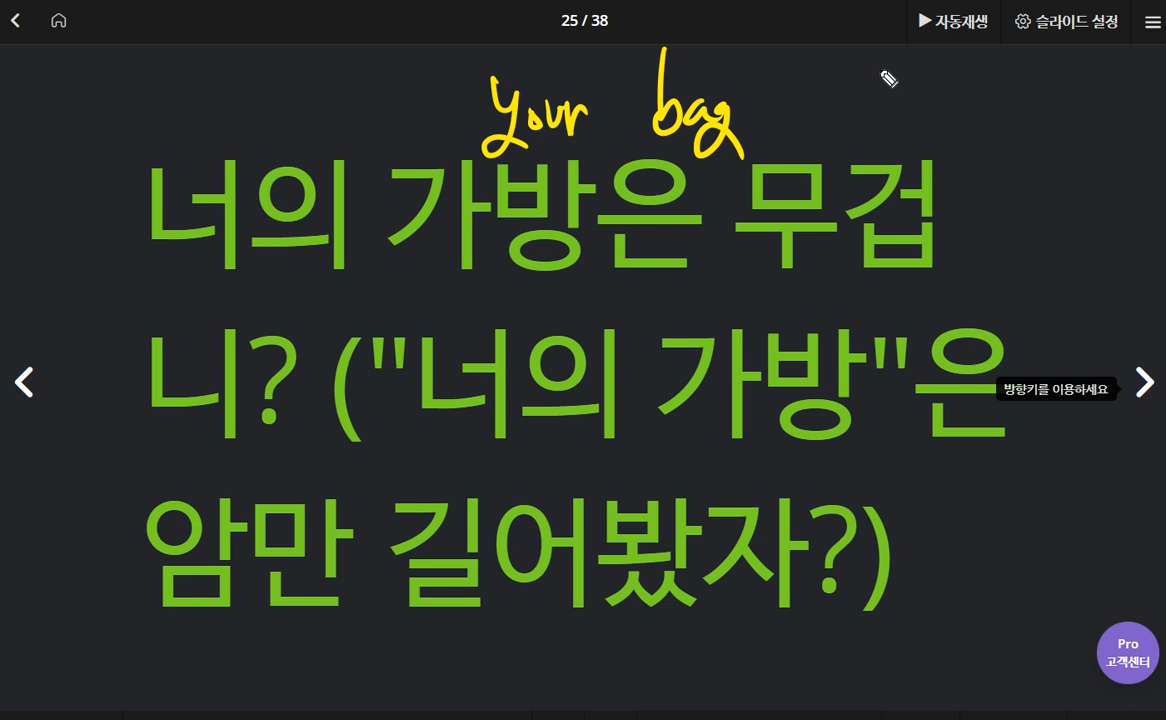 25 / 38
▶ 자동재생
슬라이드 설정
your bag
너의 가방은 무겁
니? ("너의 가방"은
방향키를 이용하세요
암만 길어봤자?)
Pro
고객센터